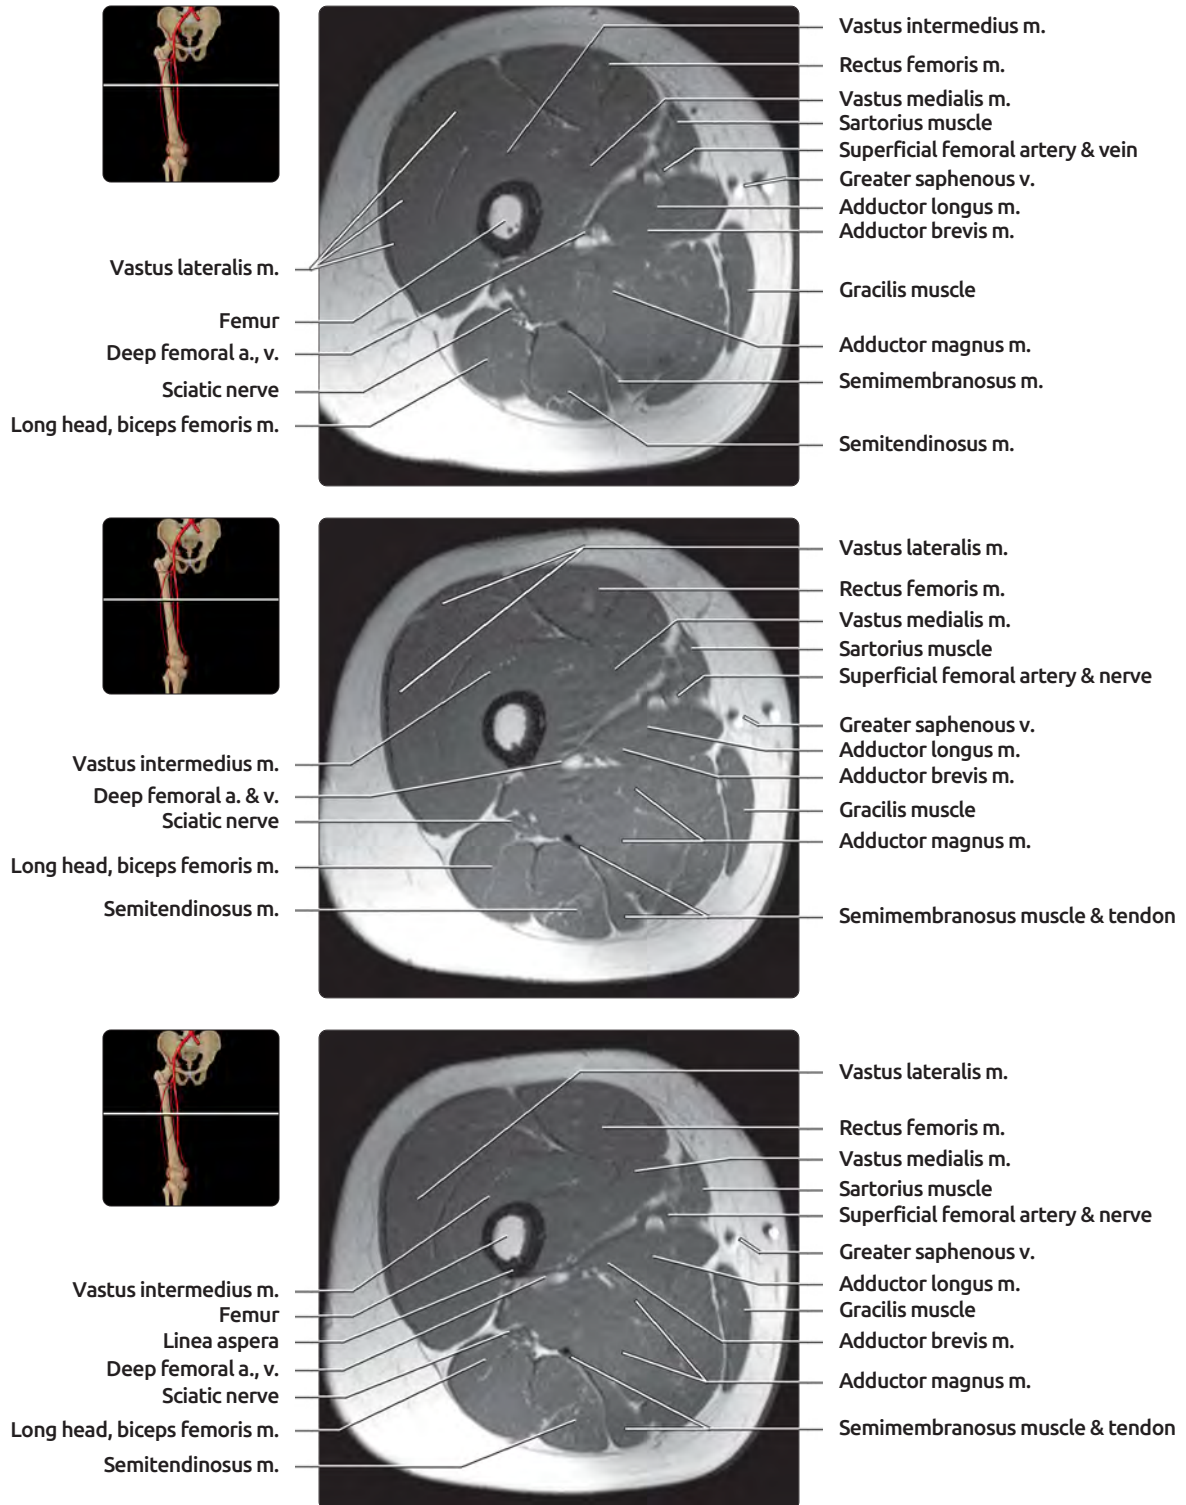 Vastus intermedius m.
Rectus femoris m.
Vastus medialis m.
Sartorius muscle
Superficial femoral artery & vein
Greater saphenous v.
Adductor longus m.
Adductor brevis m.
Gracilis muscle
Adductor magnus m.
Semimembranosus m.
Semitendinosus m.
Vastus lateralis m.
Femur
Deep femoral a., v.
Sciatic nerve
Long head, biceps femoris m.
Vastus lateralis m.
Rectus femoris m.
Vastus medialis m.
Sartorius muscle
Superficial femoral artery & nerve
Greater saphenous v.
Adductor longus m.
Adductor brevis m.
Gracilis muscle
Adductor magnus m.
Semimembranosus muscle & tendon
Vastus intermedius m.
Deep femoral a. & v.
Sciatic nerve
Long head, biceps femoris m.
Semitendinosus m.
Vastus lateralis m.
Rectus femoris m.
Vastus medialis m.
Sartorius muscle
Superficial femoral artery & nerve
Greater saphenous v.
Adductor longus m.
Gracilis muscle
Adductor brevis m.
Adductor magnus m.
Semimembranosus muscle & tendon
Vastus intermedius m.
Femur
Linea aspera
Deep femoral a., v.
Sciatic nerve
Long head, biceps femoris m.
Semitendinosus m.